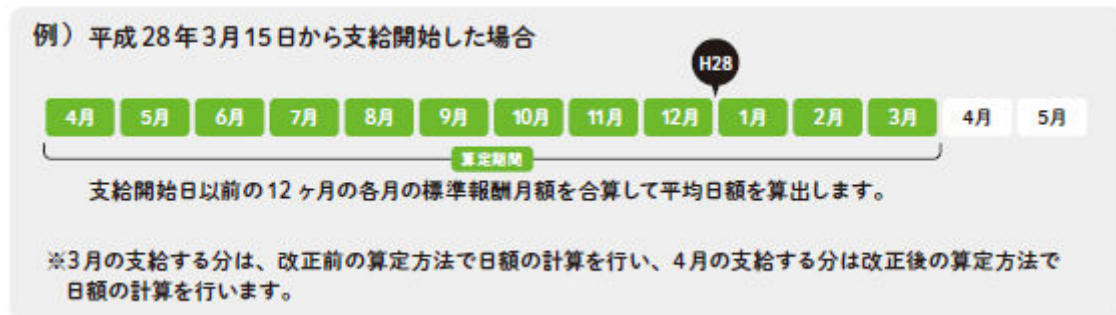 例）平成28年3月15日から支給開始した場合
H28
4月 5月 6月 7月 8月 9月 10月 11月 12月 1月 2月 3月 4月 5月
算定期間
支給開始日以前の12ヶ月の各月の標準報酬月額を合算して平均日額を算出します。
※3月の支給する分は、改正前の算定方法で日額の計算を行い、4月の支給する分は改正後の算定方法で
日額の計算を行います。